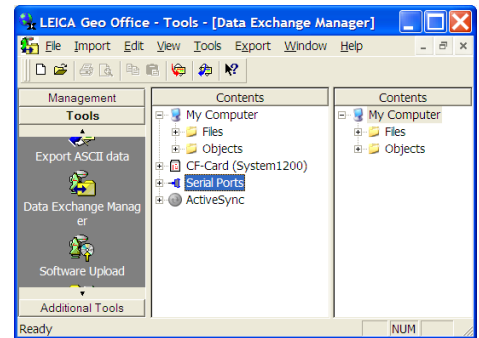 LEICA Geo Office - Tools - [Data Exchange Manager]
File Import Edit View Tools Export Window Help
Management
Tools
Export ASCII data
Data Exchange Manag
er
Software Upload
Additional Tools
Contents
My Computer
Files
Objects
CF-Card (System1200)
Serial Ports
ActiveSync
Contents
My Computer
Files
Objects
Ready
NUM